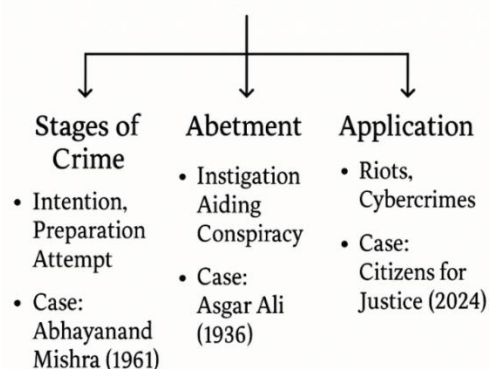 Stages of
Crime
• Intention,
Preparation
Attempt
• Case:
Abhayanand
Mishra (1961)
Abetment
• Instigation
Aiding
Conspiracy
• Case:
Asgar Ali
(1936)
Application
• Riots,
Cybercrimes
• Case:
Citizens for
Justice (2024)